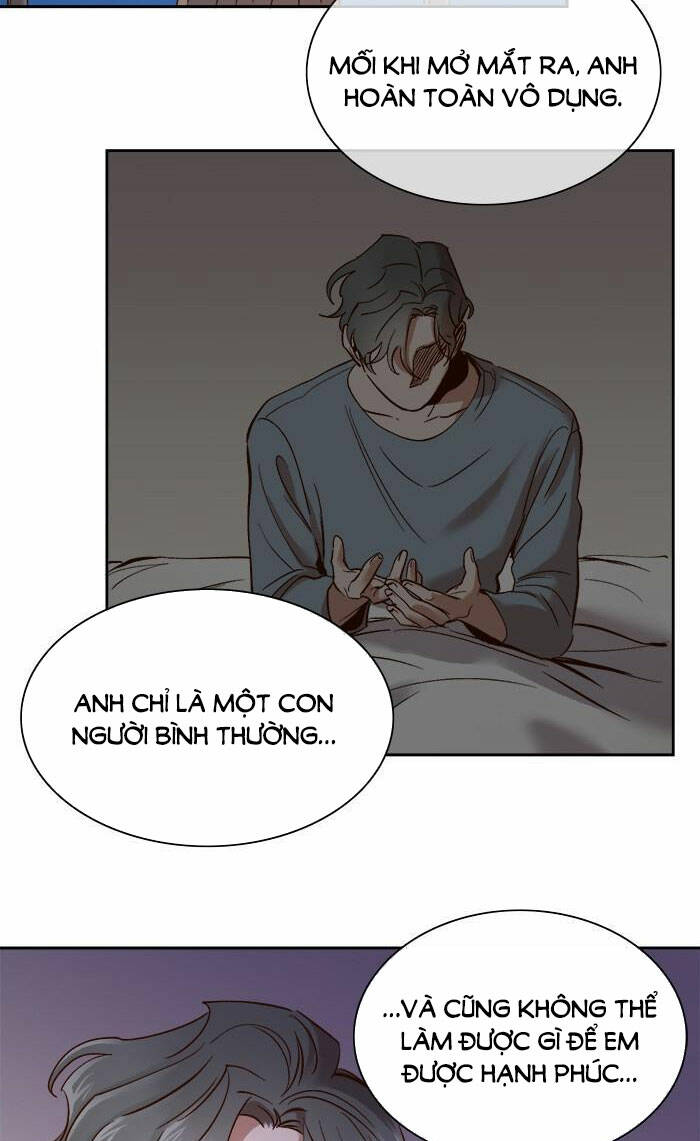 MỖI KHI MỞ MẮT RA, ANH
HOÀN TOÀN VÔ DỤNG.
ANH CHỈ LÀ MỘT CON
NGƯỜI BÌNH THƯỜNG...
...VÀ CŨNG KHÔNG THỂ
LÀM ĐƯỢC GÌ ĐỂ EM
ĐƯỢC HẠNH PHÚC...